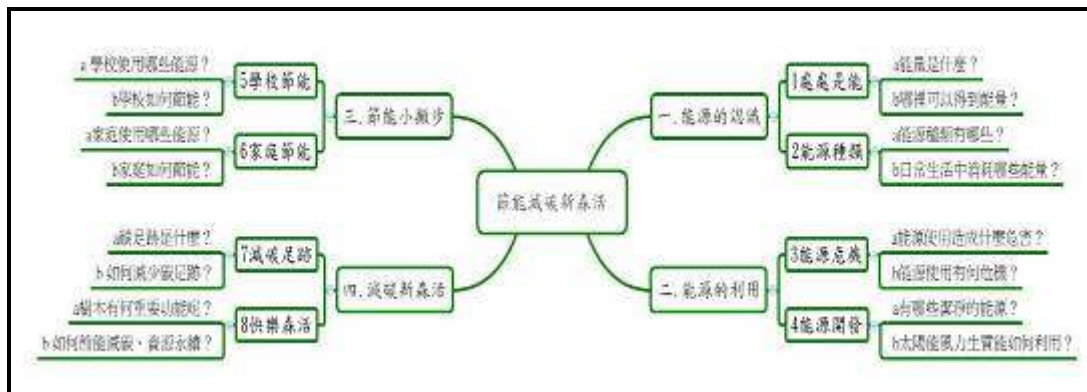 節能減碳新森活
一.能源的認識
1處處是能
a能量是什麼？
b哪裡可以得到能量？
2能源種類
a能源種類有哪些？
b日常生活中消耗哪些能量？
二.能源的利用
3能源危機
a能源使用造成什麼危害？
b能源使用有何危機？
4能源開發
a有哪些潔淨的能源？
b太陽能風力生質能如何利用？
三.節能小撇步
5學校節能
a學校使用哪些能源？
b學校如何節能？
6家庭節能
a家庭使用哪些能源？
b家庭如何節能？
四.減碳新森活
7減碳足跡
a碳足跡是什麼？
b如何減少碳足跡？
8快樂森活
a樹木有何重要功能呢？
b如何節能減碳、資源永續？